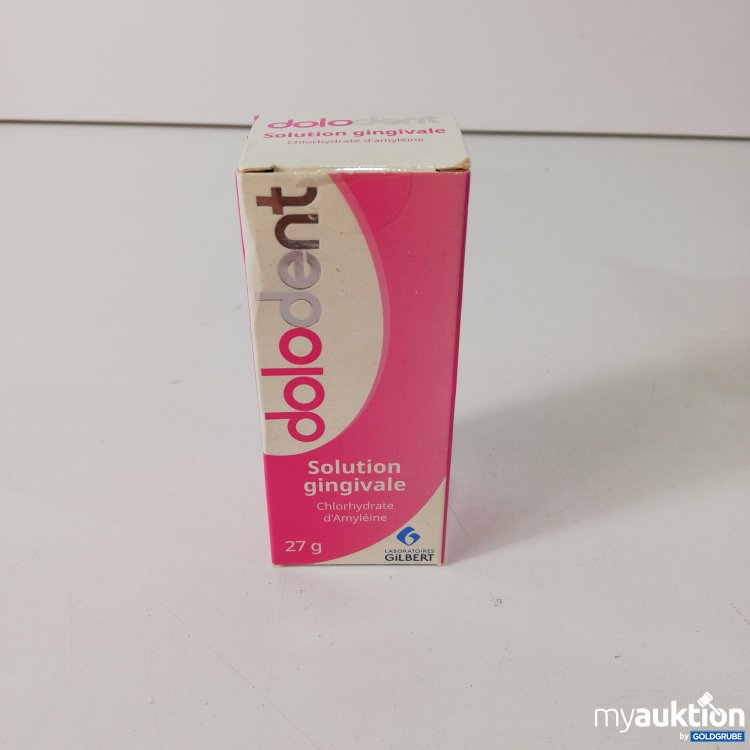 dolodent
Solution gingivale
Chlorhydrate d'amyléine
dolodent
Solution
gingivale
Chlorhydrate
d'Amyléine
27 g
LABORATOIRES
GILBERT
myauktion
by GOLDGRUBE